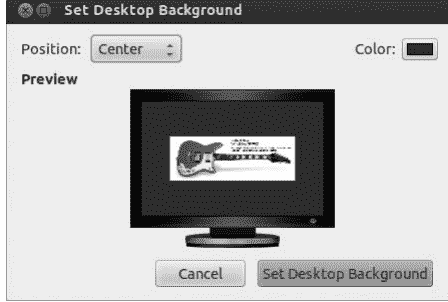 Set Desktop Background
Position: Center Color:
Preview
Cancel Set Desktop Background